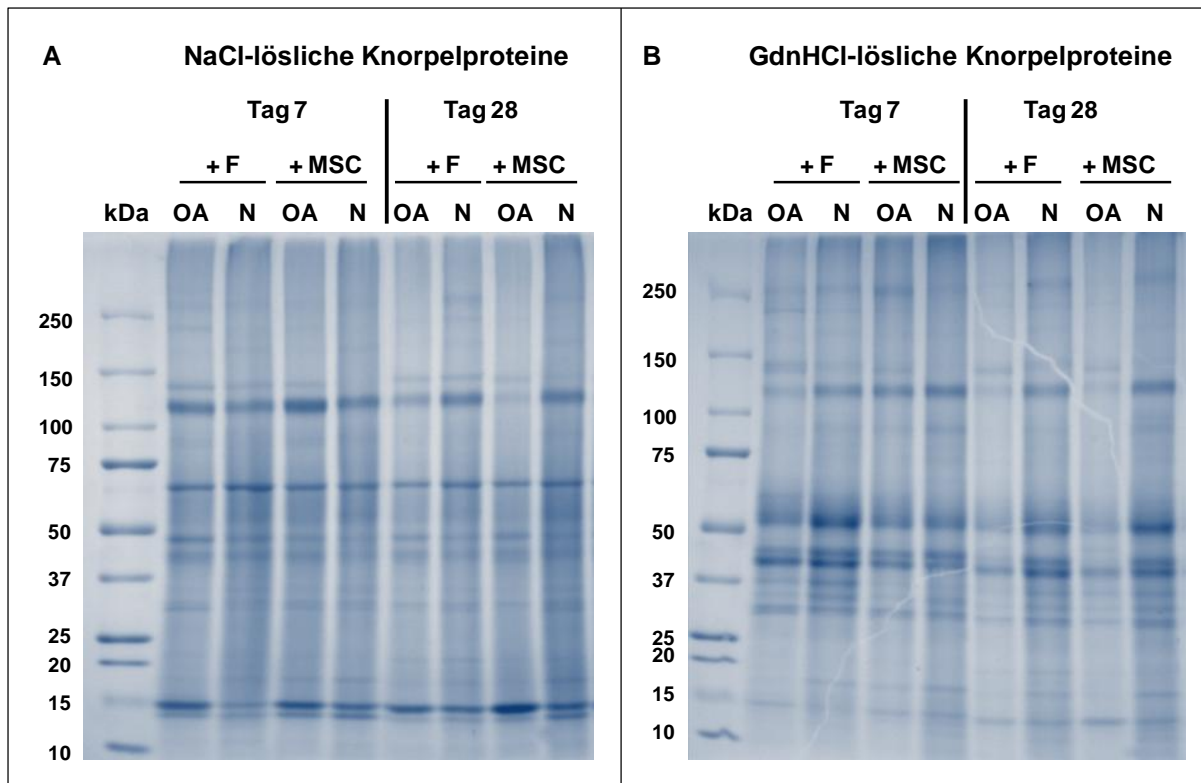 A NaCl-lösliche Knorpelproteine
Tag 7 Tag 28
+ F + MSC + F + MSC
kDa OA N OA N OA N OA N
250
150
100
75
50
37
25
20
15
10
B GdnHCl-lösliche Knorpelproteine
Tag 7 Tag 28
+ F + MSC + F + MSC
kDa OA N OA N OA N OA N
250
150
100
75
50
37
25
20
15
10